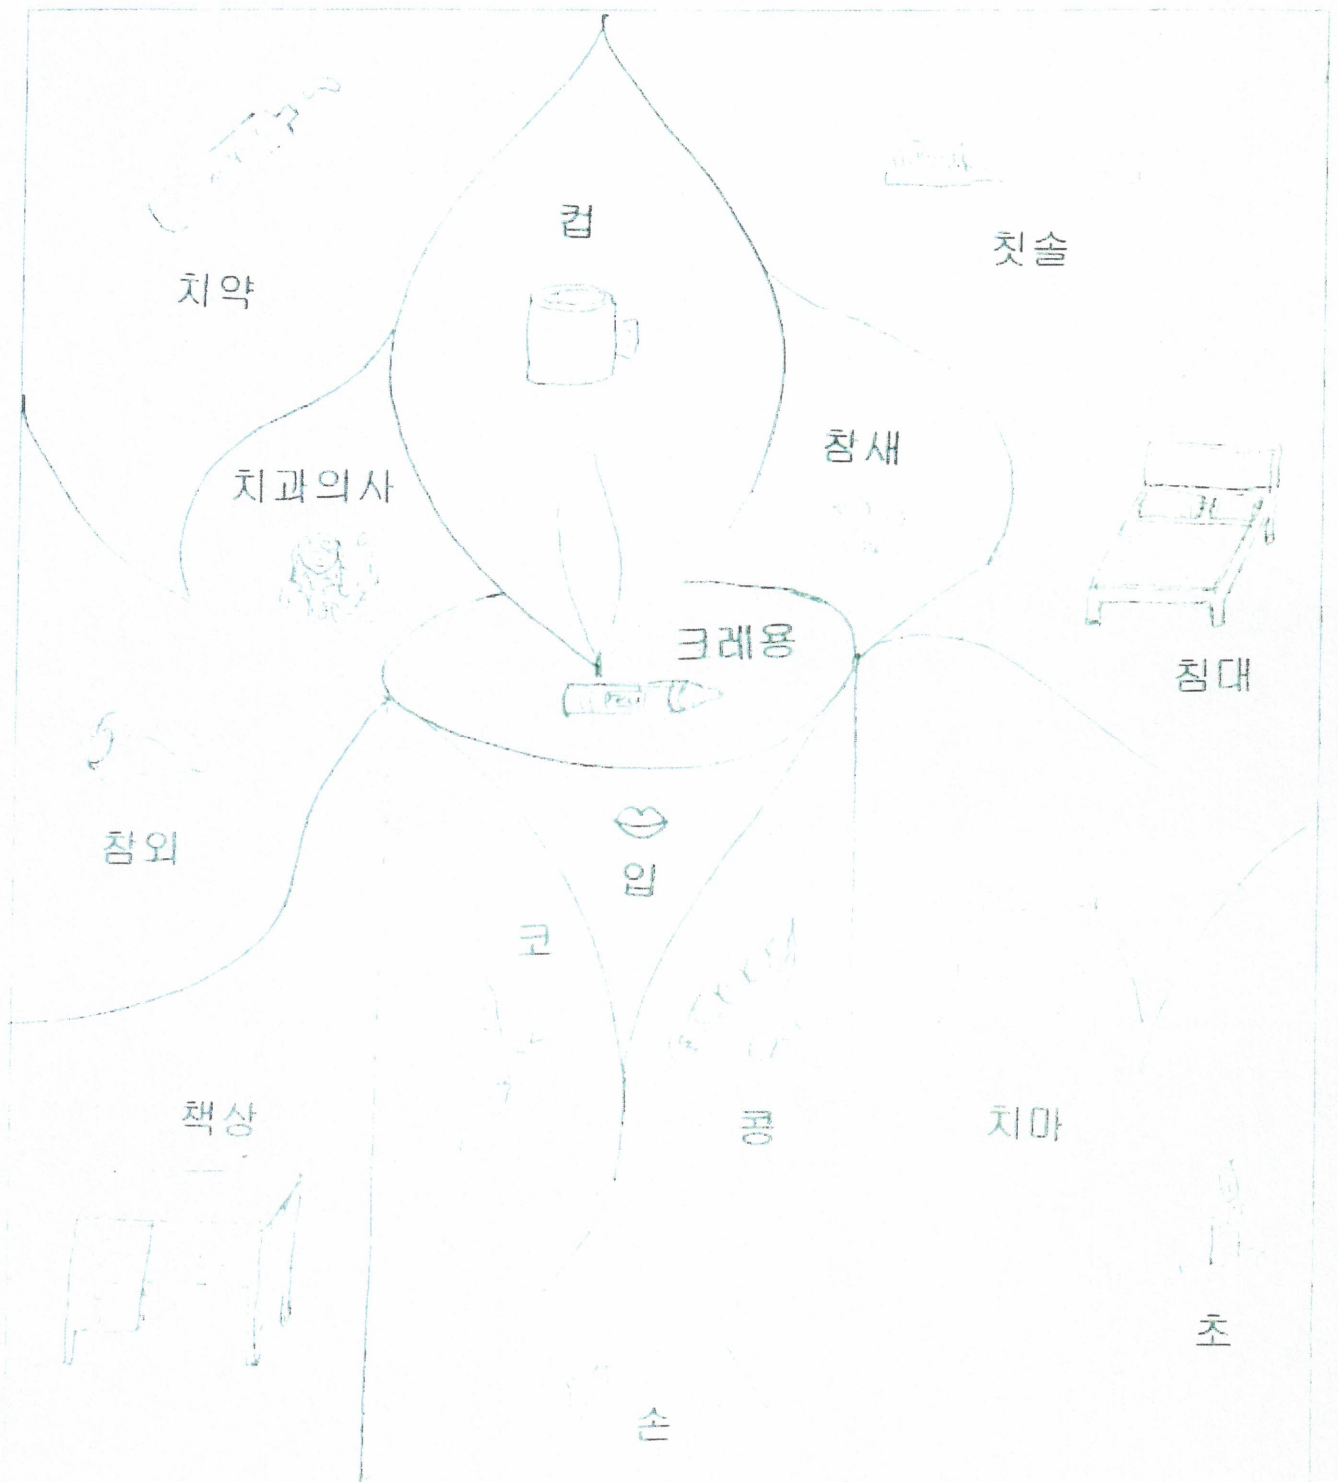 컵
칫솔
치약
참새
치과의사
크레용
침대
참외
입
코
책상
콩
치마
초
손